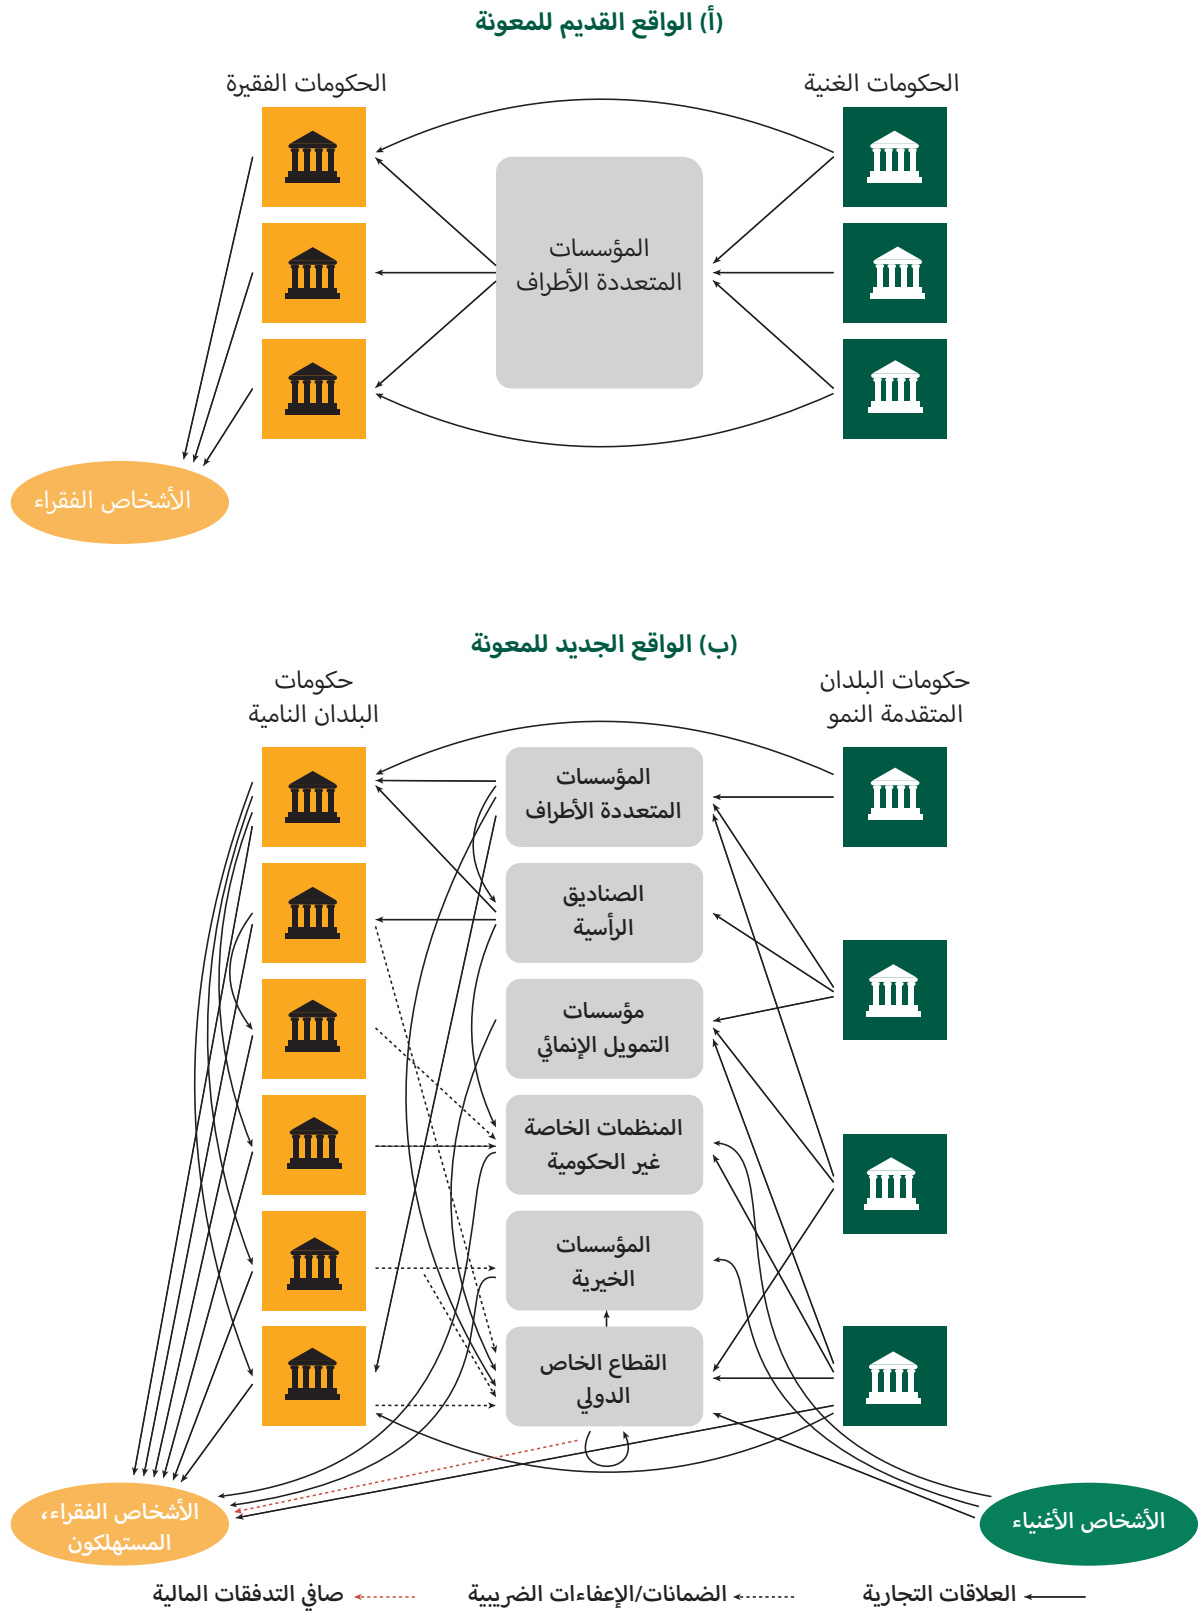 (أ) الواقع القديم للمعونة
الحكومات الغنية
الحكومات الفقيرة
المؤسسات
المتعددة الأطراف
الأشخاص الفقراء
(ب) الواقع الجديد للمعونة
حكومات البلدان
المتقدمة النمو
حكومات
البلدان النامية
المؤسسات
المتعددة الأطراف
الصناديق
الرأسية
مؤسسات
التمويل الإنمائي
المنظمات الخاصة
غير الحكومية
المؤسسات
الخيرية
القطاع الخاص
الدولي
الأشخاص الأغنياء
الأشخاص الفقراء،
المستهلكون
العلاقات التجارية
الضمانات/الإعفاءات الضريبية
صافي التدفقات المالية